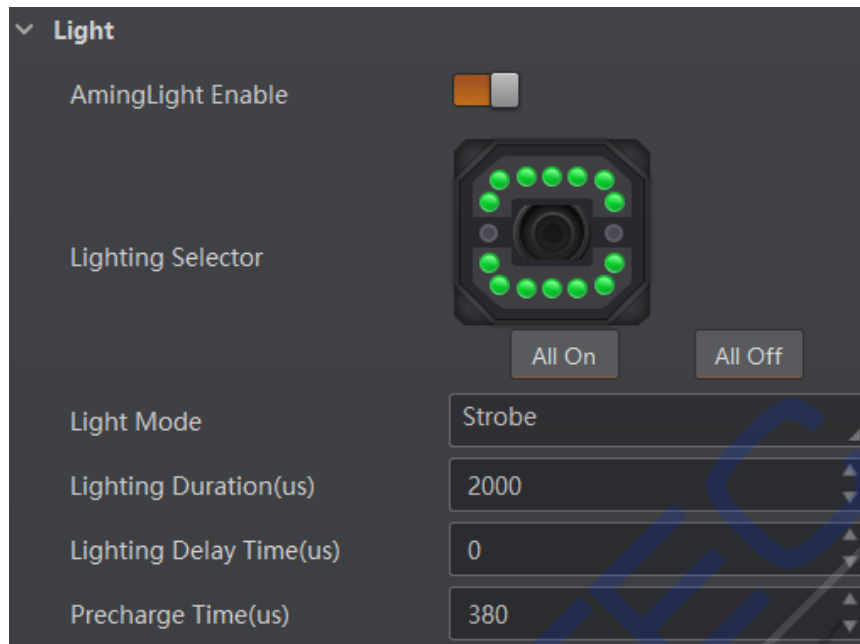 Light
AmingLight Enable
Lighting Selector
All On All Off
Light Mode Strobe
Lighting Duration(us) 2000
Lighting Delay Time(us) 0
Precharge Time(us) 380